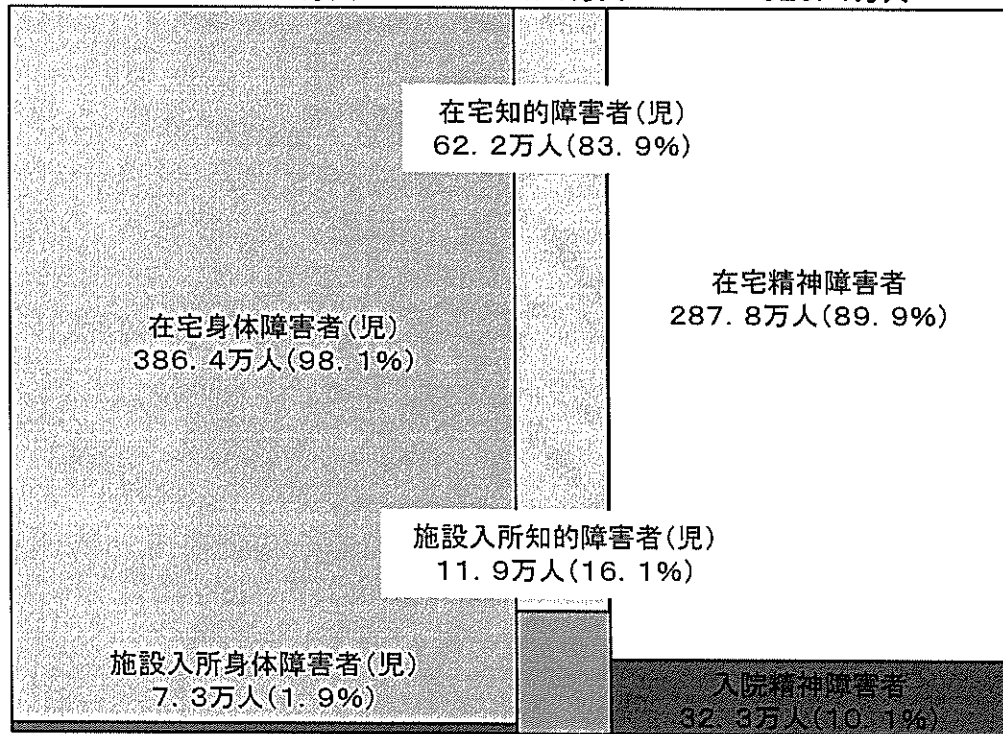 在宅知的障害者(児)
62. 2万人(83. 9%)
在宅精神障害者
287. 8万人(89. 9%)
在宅身体障害者(児)
386. 4万人(98. 1%)
施設入所知的障害者(児)
11. 9万人(16. 1%)
施設入所身体障害者(児)
7. 3万人(1. 9%)
入院精神障害者
32. 3万人(10. 1%)